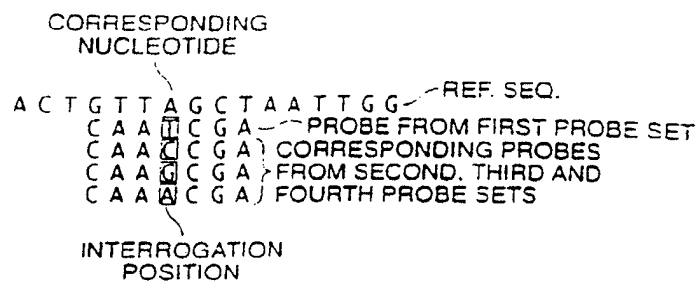 CORRESPONDING
NUCLEOTIDE
A C T G T T A G C T A A T T G G REF. SEQ.
C A A T C G A PROBE FROM FIRST PROBE SET
C A A C C G A CORRESPONDING PROBES
C A A G C G A FROM SECOND, THIRD AND
C A A A C G A FOURTH PROBE SETS
INTERROGATION
POSITION